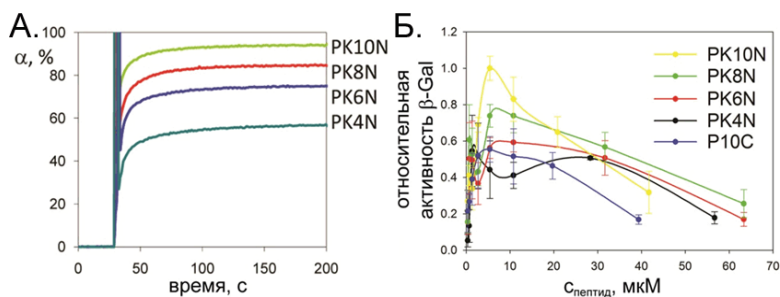 А.
α, %
100
80
60
40
20
0
0
50
100
150
200
время, с
PK10N
PK8N
PK6N
PK4N
Б.
относительная
активность β-Gal
1.2
1.0
0.8
0.6
0.4
0.2
0.0
0
10
20
30
40
50
60
70
спептид, мкМ
PK10N
PK8N
PK6N
PK4N
P10C